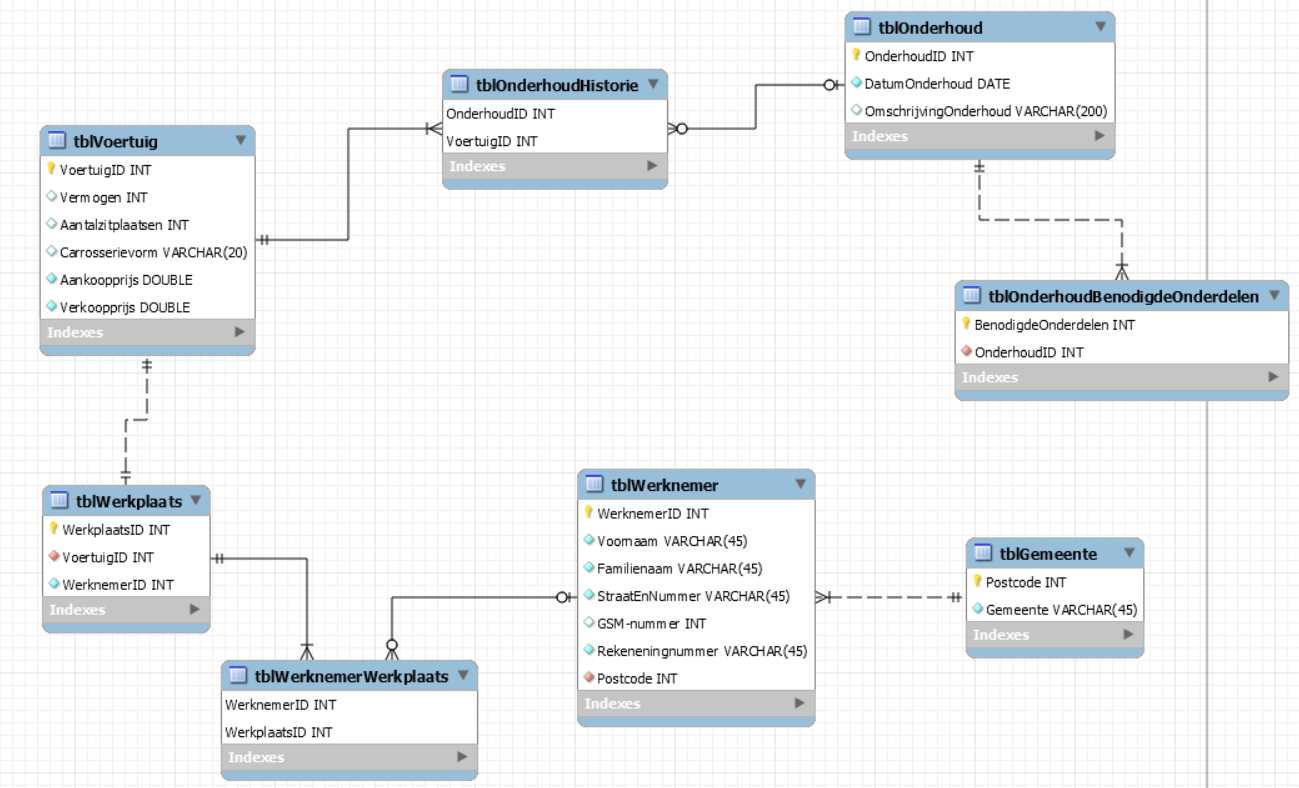 tblOnderhoud
OnderhoudID INT
DatumOnderhoud DATE
OmschrijvingOnderhoud VARCHAR(200)
Indexes
tblOnderhoudHistorie
OnderhoudID INT
VoertuigID INT
Indexes
tblVoertuig
VoertuigID INT
Vermogen INT
Aantalzitplaatsen INT
Carrosserievorm VARCHAR(20)
Aankoopprijs DOUBLE
Verkoopprijs DOUBLE
Indexes
tblOnderhoudBenodigdeOnderdelen
BenodigdeOnderdelen INT
OnderhoudID INT
Indexes
tblWerkplaats
WerkplaatsID INT
VoertuigID INT
WerknemerID INT
Indexes
tblWerknemer
WerknemerID INT
Voornaam VARCHAR(45)
Familienaam VARCHAR(45)
StraatEnNummer VARCHAR(45)
GSM-nummer INT
Rekeneningnummer VARCHAR(45)
Postcode INT
Indexes
tblGemeente
Postcode INT
Gemeente VARCHAR(45)
Indexes
tblWerknemerWerkplaats
WerknemerID INT
WerkplaatsID INT
Indexes